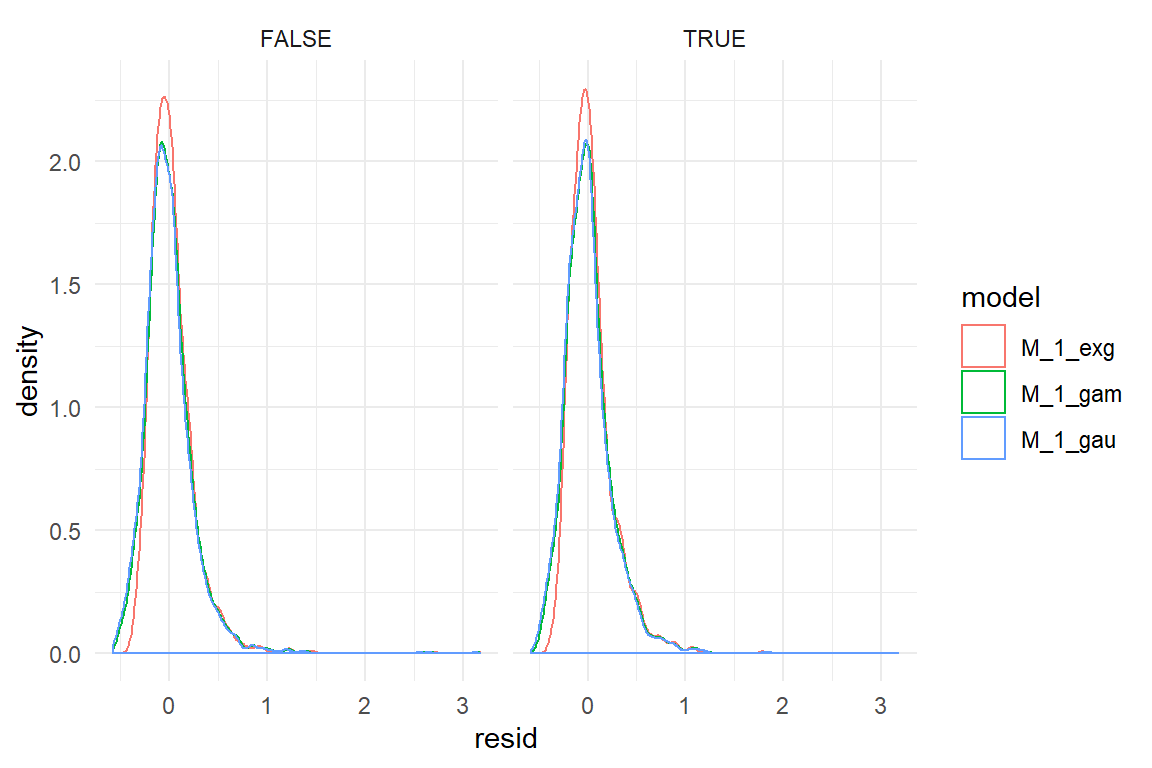 FALSE TRUE
density
2.0
1.5
1.0
0.5
0.0
0 1 2 3 0 1 2 3
resid
model
M_1_exg
M_1_gam
M_1_gau